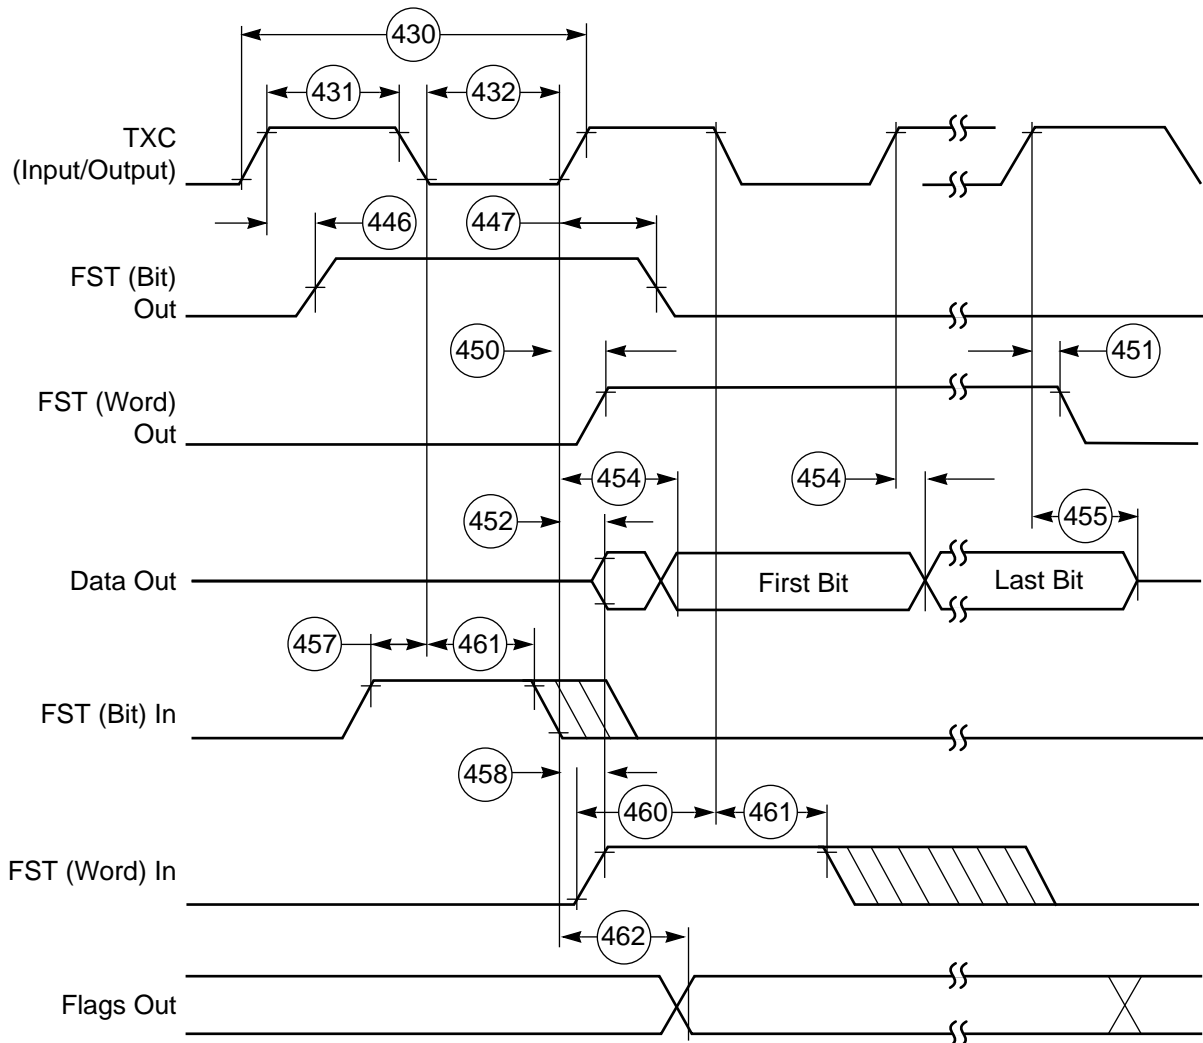 430
431
432
TXC
(Input/Output)
446
447
FST (Bit)
Out
450
451
FST (Word)
Out
454
454
452
455
Data Out
First Bit
Last Bit
457
461
FST (Bit) In
458
460
461
FST (Word) In
462
Flags Out